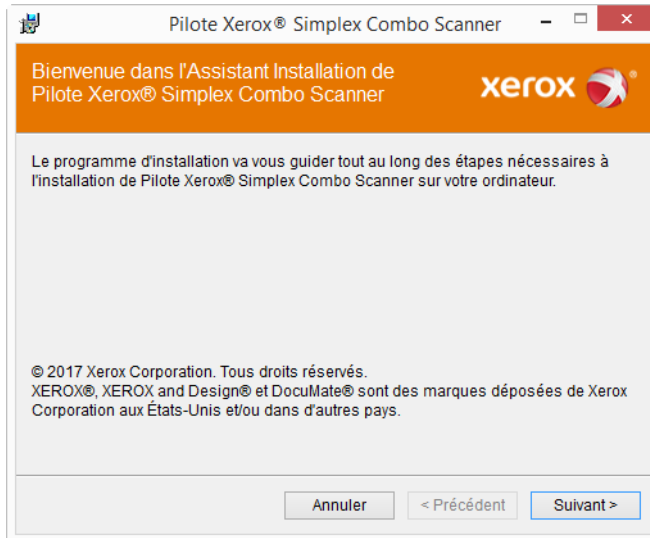 Pilote Xerox® Simplex Combo Scanner
Bienvenue dans l'Assistant Installation de
Pilote Xerox® Simplex Combo Scanner
xerox
Le programme d'installation va vous guider tout au long des étapes nécessaires à
l'installation de Pilote Xerox® Simplex Combo Scanner sur votre ordinateur.
© 2017 Xerox Corporation. Tous droits réservés.
XEROX®, XEROX and Design® et DocuMate® sont des marques déposées de Xerox
Corporation aux États-Unis et/ou dans d'autres pays.
Annuler < Précédent Suivant >